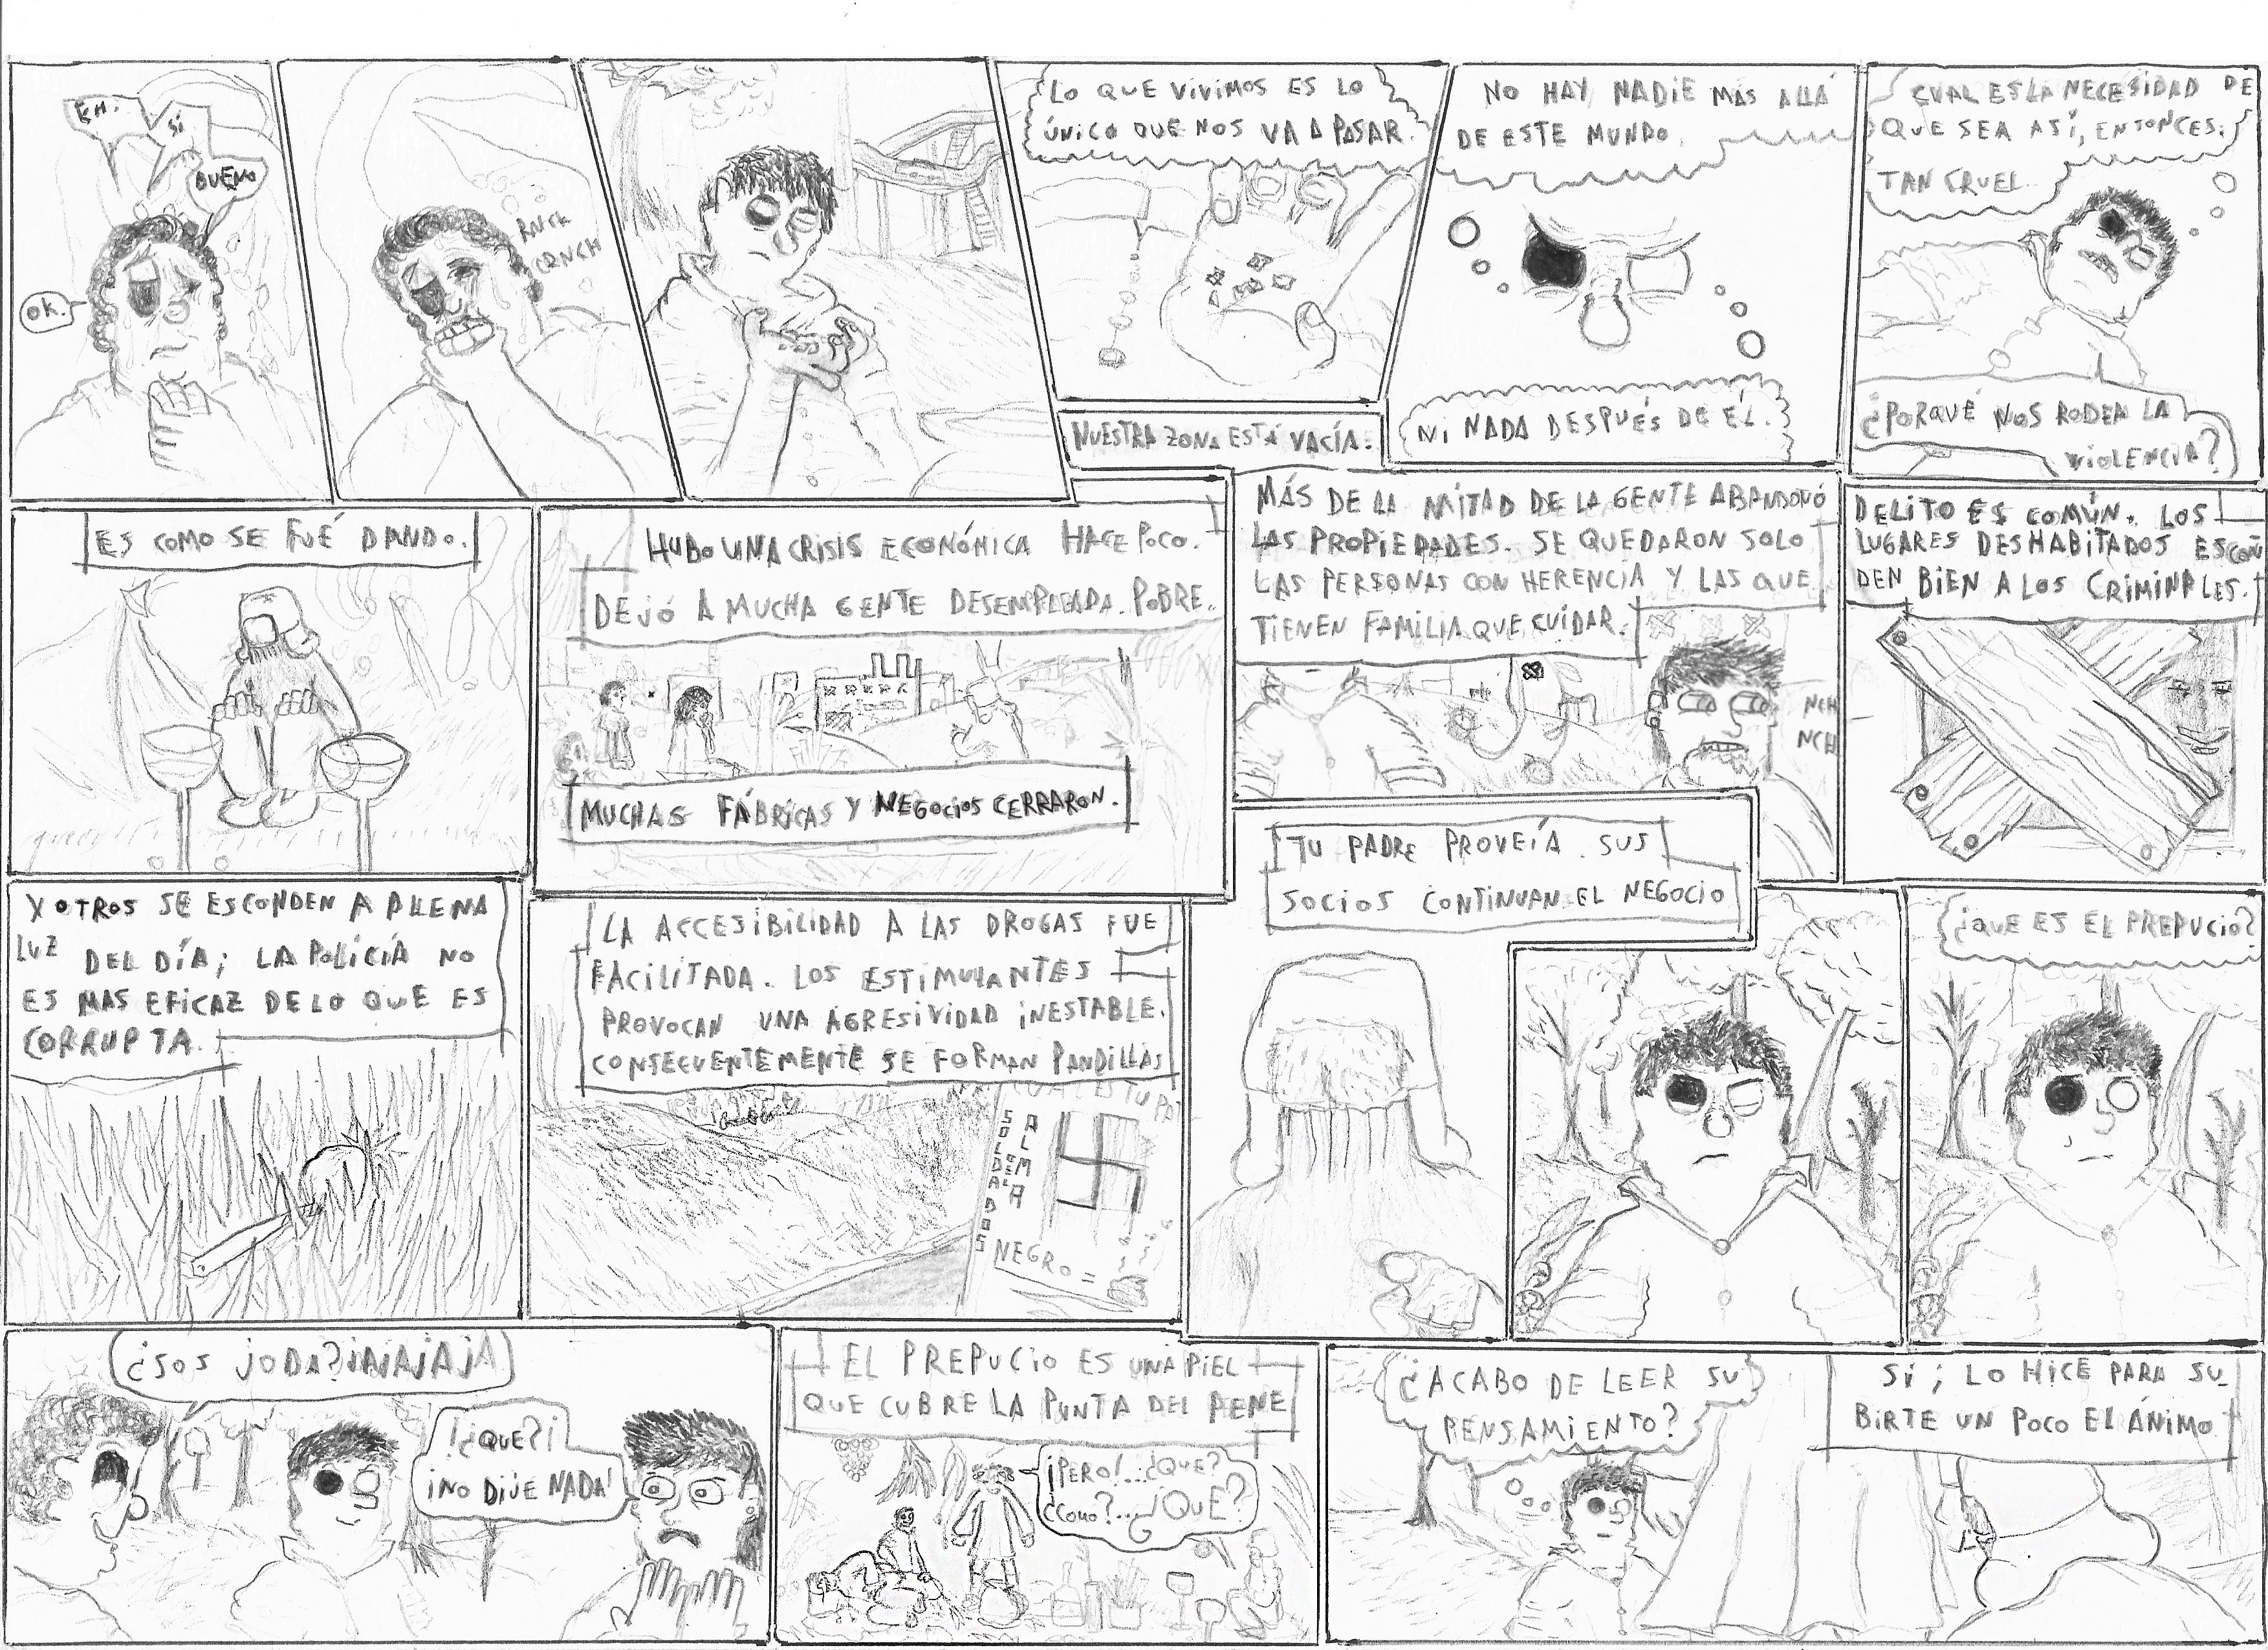 EH.
SI
BUENO
OK.
RNCH
CRNCH
LO QUE VIVIMOS ES LO
ÚNICO QUE NOS VA A PASAR.
NO HAY NADIE MÁS ALLÁ
DE ESTE MUNDO.
NI NADA DESPUÉS DE ÉL.
CUAL ES LA NECESIDAD DE
QUE SEA ASÍ, ENTONCES.
TAN CRUEL.
¿PORQUÉ NOS RODEA LA
VIOLENCIA?
NUESTRA ZONA ESTÁ VACÍA.
ES COMO SE FUÉ DANDO.
HUBO UNA CRISIS ECONÓMICA HACE POCO.
DEJÓ A MUCHA GENTE DESEMPLEADA. POBRE.
MUCHAS FÁBRICAS Y NEGOCIOS CERRARON.
MÁS DE LA MITAD DE LA GENTE ABANDONÓ
LAS PROPIEDADES. SE QUEDARON SOLO
LAS PERSONAS CON HERENCIA Y LAS QUE
TIENEN FAMILIA QUE CUIDAR.
NCH
NCH
DELITO ES COMÚN. LOS
LUGARES DESHABITADOS ESCON
DEN BIEN A LOS CRIMINALES.
Y OTROS SE ESCONDEN A PLENA
LUZ DEL DÍA; LA POLICÍA NO
ES MAS EFICAZ DE LO QUE ES
CORRUPTA.
LA ACCESIBILIDAD A LAS DROGAS FUE
FACILITADA. LOS ESTIMULANTES
PROVOCAN UNA AGRESIVIDAD INESTABLE.
CONSECUENTEMENTE SE FORMAN PANDILLAS
SOLDADOS
DEL
ALMA
NEGRO =
TU PADRE PROVEÍA. SUS
SOCIOS CONTINUAN EL NEGOCIO
¿QUE ES EL PREPUCIO?
¿SOS JODA? JAJAJAJA
!¿QUE?¡
¡NO DIJE NADA!
EL PREPUCIO ES UNA PIEL
QUE CUBRE LA PUNTA DEL PENE
¡PERO!...¿QUE?
¿COMO?...¿QUE?
¿ACABO DE LEER SU
PENSAMIENTO?
SI; LO HICE PARA SU_
BIRTE UN POCO EL ÁNIMO